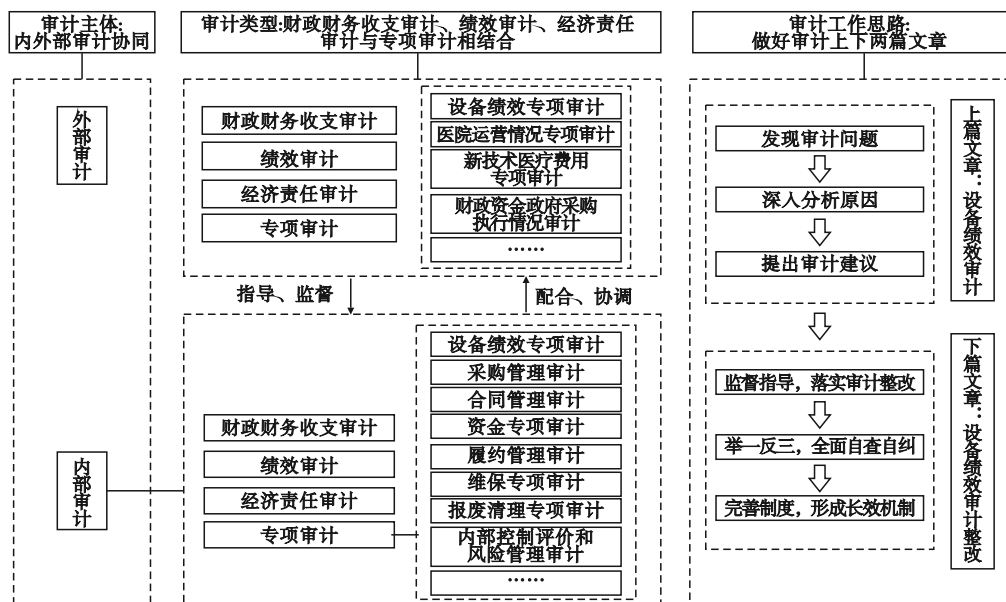 审计主体:
内外部审计协同
审计类型:财政财务收支审计、绩效审计、经济责任
审计与专项审计相结合
审计工作思路:
做好审计上下两篇文章
外部审计
财政财务收支审计
绩效审计
经济责任审计
专项审计
设备绩效专项审计
医院运营情况专项审计
新技术医疗费用
专项审计
财政资金政府采购
执行情况审计
……
指导、监督
配合、协调
内部审计
财政财务收支审计
绩效审计
经济责任审计
专项审计
设备绩效专项审计
采购管理审计
合同管理审计
资金专项审计
履约管理审计
维保专项审计
报废清理专项审计
内部控制评价和
风险管理审计
……
发现审计问题
深入分析原因
提出审计建议
上篇文章：设备绩效审计
监督指导，落实审计整改
举一反三，全面自查自纠
完善制度，形成长效机制
下篇文章：设备绩效审计整改